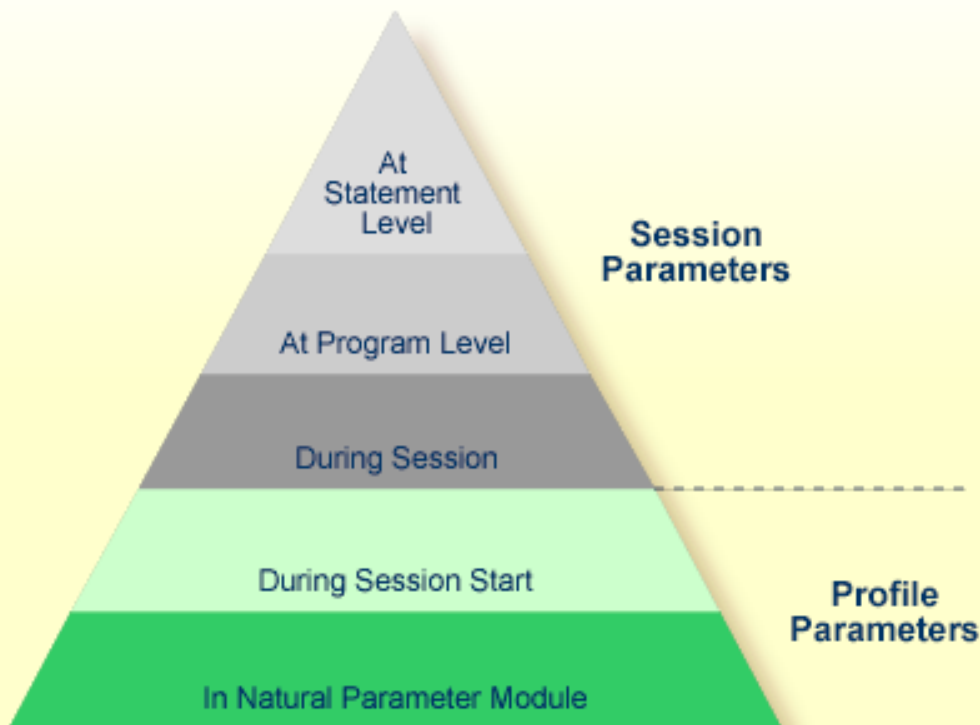 At
Statement
Level
Session
Parameters
At Program Level
During Session
During Session Start
Profile
Parameters
In Natural Parameter Module